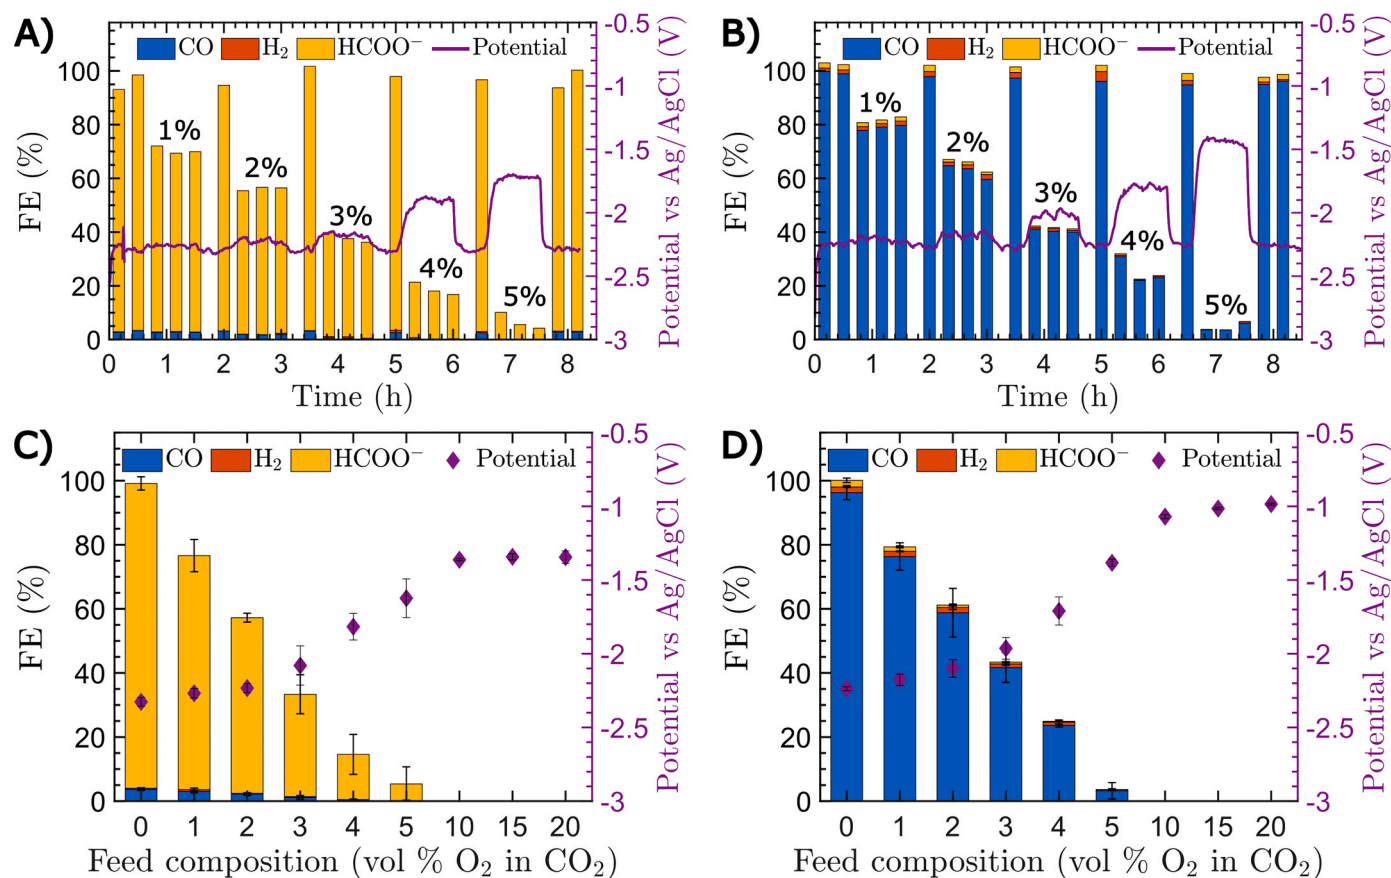 A)
CO H₂ HCOO⁻ Potential
FE (%)
100
80
60
40
20
0
1%
2%
3%
4%
5%
0 1 2 3 4 5 6 7 8
Time (h)
-0.5
-1
-1.5
-2
-2.5
-3
Potential vs Ag/AgCl (V)
B)
CO H₂ HCOO⁻ Potential
FE (%)
100
80
60
40
20
0
1%
2%
3%
4%
5%
0 1 2 3 4 5 6 7 8
Time (h)
-0.5
-1
-1.5
-2
-2.5
-3
Potential vs Ag/AgCl (V)
C)
CO H₂ HCOO⁻ Potential
FE (%)
100
80
60
40
20
0
0 1 2 3 4 5 10 15 20
Feed composition (vol % O₂ in CO₂)
-0.5
-1
-1.5
-2
-2.5
-3
Potential vs Ag/AgCl (V)
D)
CO H₂ HCOO⁻ Potential
FE (%)
100
80
60
40
20
0
0 1 2 3 4 5 10 15 20
Feed composition (vol % O₂ in CO₂)
-0.5
-1
-1.5
-2
-2.5
-3
Potential vs Ag/AgCl (V)